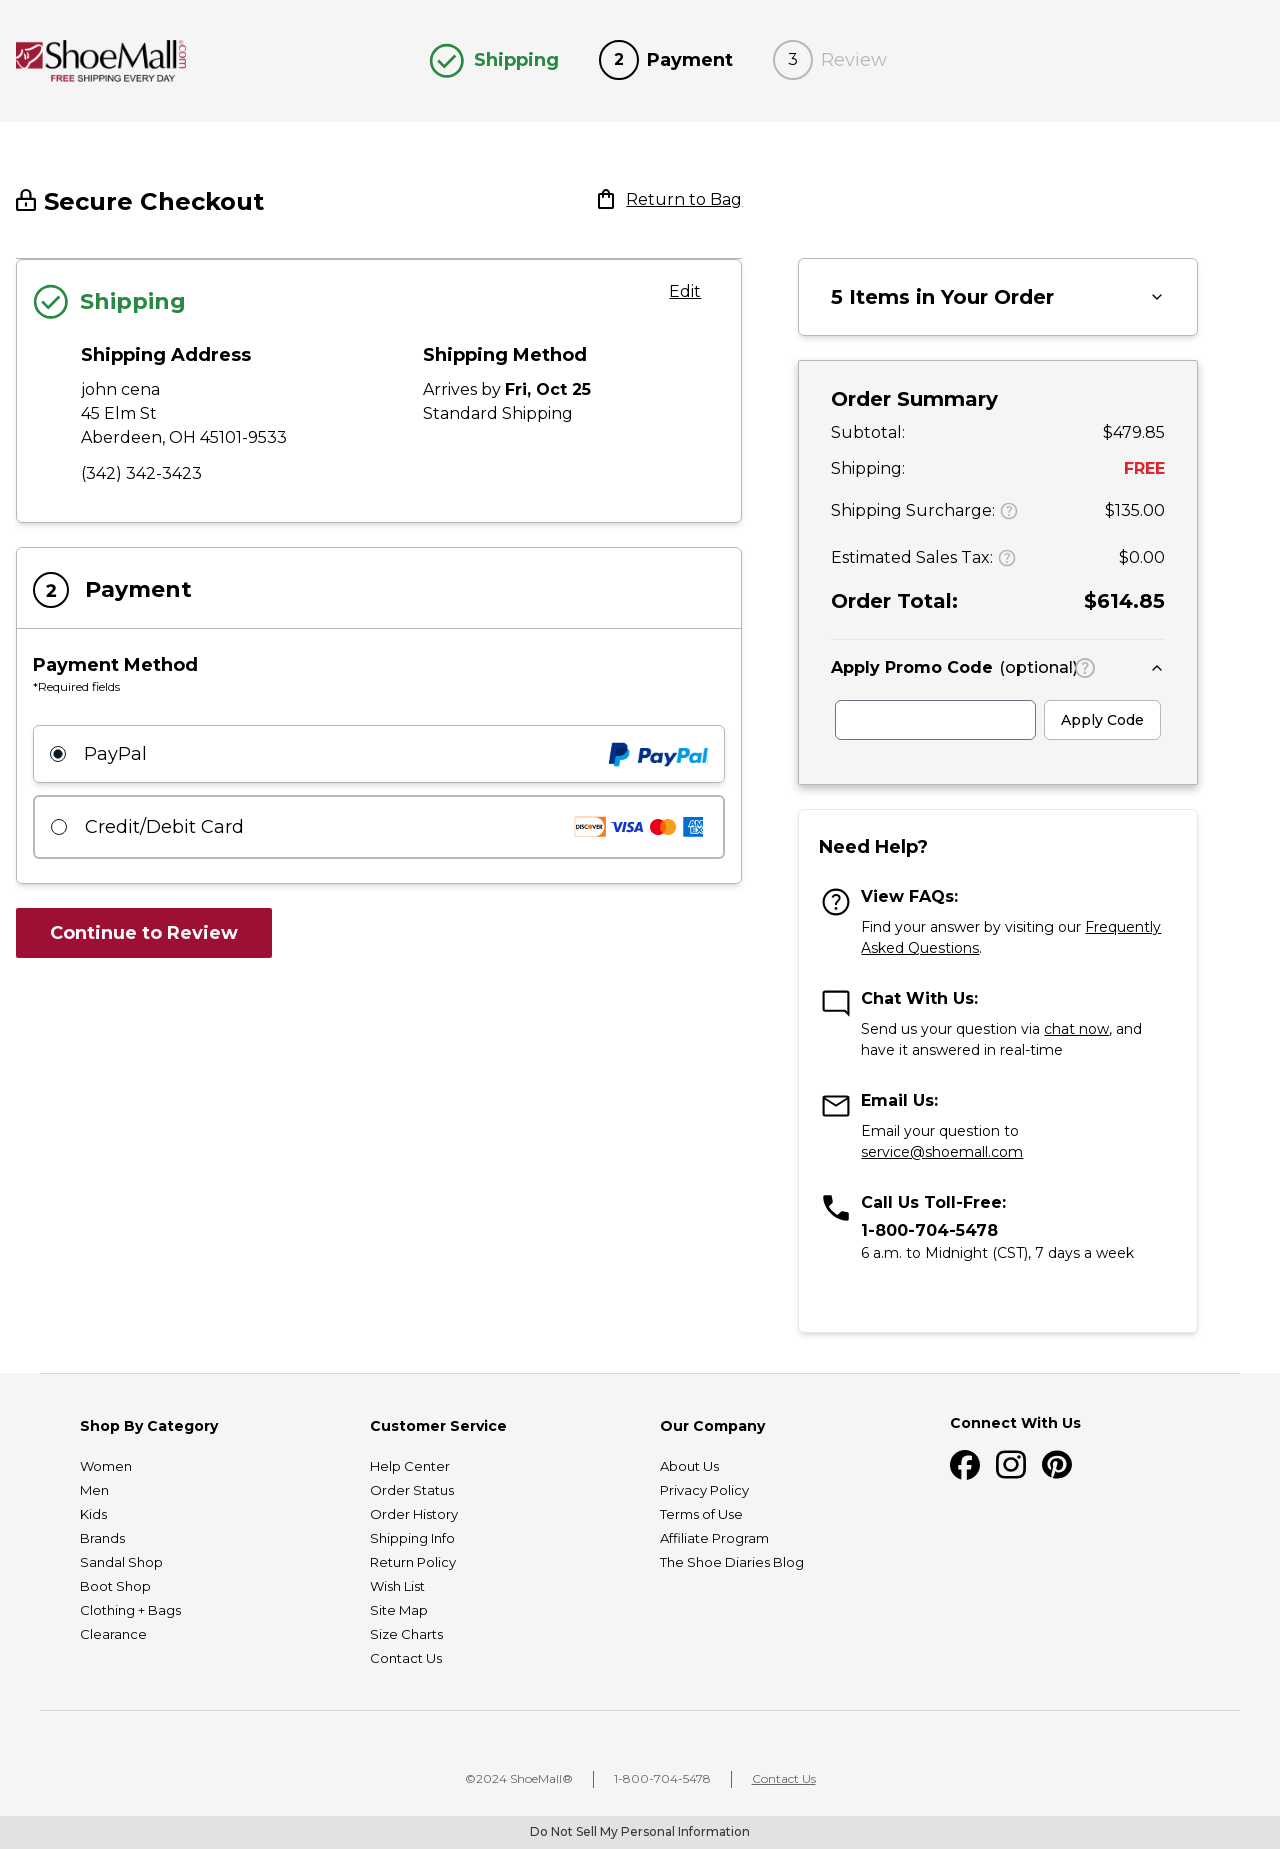 ShoeMall.com
FREE SHIPPING EVERY DAY
Shipping
2 Payment
3 Review
Secure Checkout
Return to Bag
Shipping
Edit
Shipping Address
john cena
45 Elm St
Aberdeen, OH 45101-9533
(342) 342-3423
Shipping Method
Arrives by Fri, Oct 25
Standard Shipping
2 Payment
Payment Method
*Required fields
PayPal
PayPal
Credit/Debit Card
DISCOVER VISA AMEX
Continue to Review
5 Items in Your Order
Order Summary
Subtotal: $479.85
Shipping: FREE
Shipping Surcharge: ? $135.00
Estimated Sales Tax: ? $0.00
Order Total: $614.85
Apply Promo Code (optional) ?
Apply Code
Need Help?
View FAQs:
Find your answer by visiting our Frequently
Asked Questions.
Chat With Us:
Send us your question via chat now, and
have it answered in real-time
Email Us:
Email your question to
service@shoemall.com
Call Us Toll-Free:
1-800-704-5478
6 a.m. to Midnight (CST), 7 days a week
Shop By Category
Women
Men
Kids
Brands
Sandal Shop
Boot Shop
Clothing + Bags
Clearance
Customer Service
Help Center
Order Status
Order History
Shipping Info
Return Policy
Wish List
Site Map
Size Charts
Contact Us
Our Company
About Us
Privacy Policy
Terms of Use
Affiliate Program
The Shoe Diaries Blog
Connect With Us
©2024 ShoeMall®
1-800-704-5478
Contact Us
Do Not Sell My Personal Information